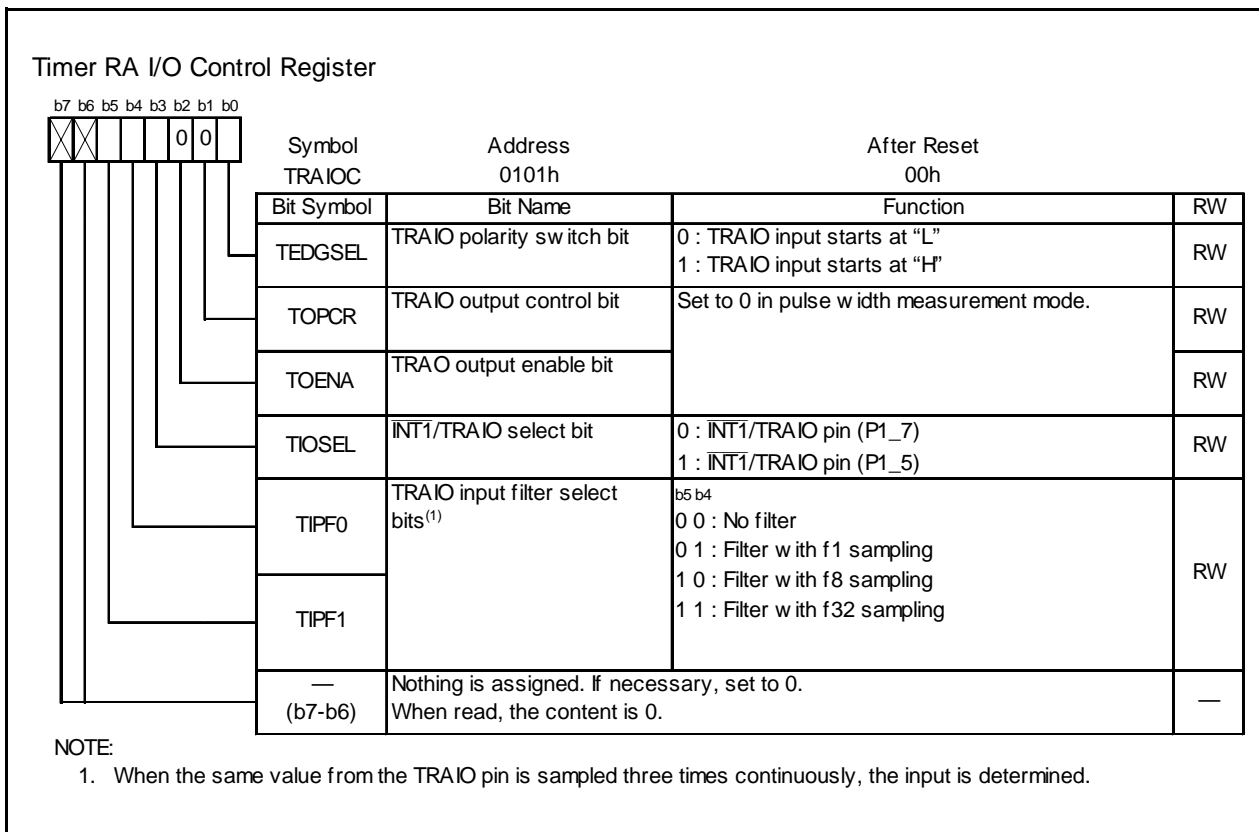 Timer RA I/O Control Register
b7 b6 b5 b4 b3 b2 b1 b0
0 0
Symbol Address After Reset
TRAIOC 0101h 00h
Bit Symbol Bit Name Function RW
TEDGSEL TRAIO polarity switch bit 0 : TRAIO input starts at “L” RW
1 : TRAIO input starts at “H”
TOPCR TRAIO output control bit Set to 0 in pulse width measurement mode. RW
TOENA TRAO output enable bit RW
TIOSEL INT1/TRAIO select bit 0 : INT1/TRAIO pin (P1_7) RW
1 : INT1/TRAIO pin (P1_5)
TIPF0 TRAIO input filter select bits(1) b5 b4
0 0 : No filter
0 1 : Filter with f1 sampling
1 0 : Filter with f8 sampling RW
TIPF1 1 1 : Filter with f32 sampling
— Nothing is assigned. If necessary, set to 0. —
(b7-b6) When read, the content is 0.
NOTE:
1. When the same value from the TRAIO pin is sampled three times continuously, the input is determined.